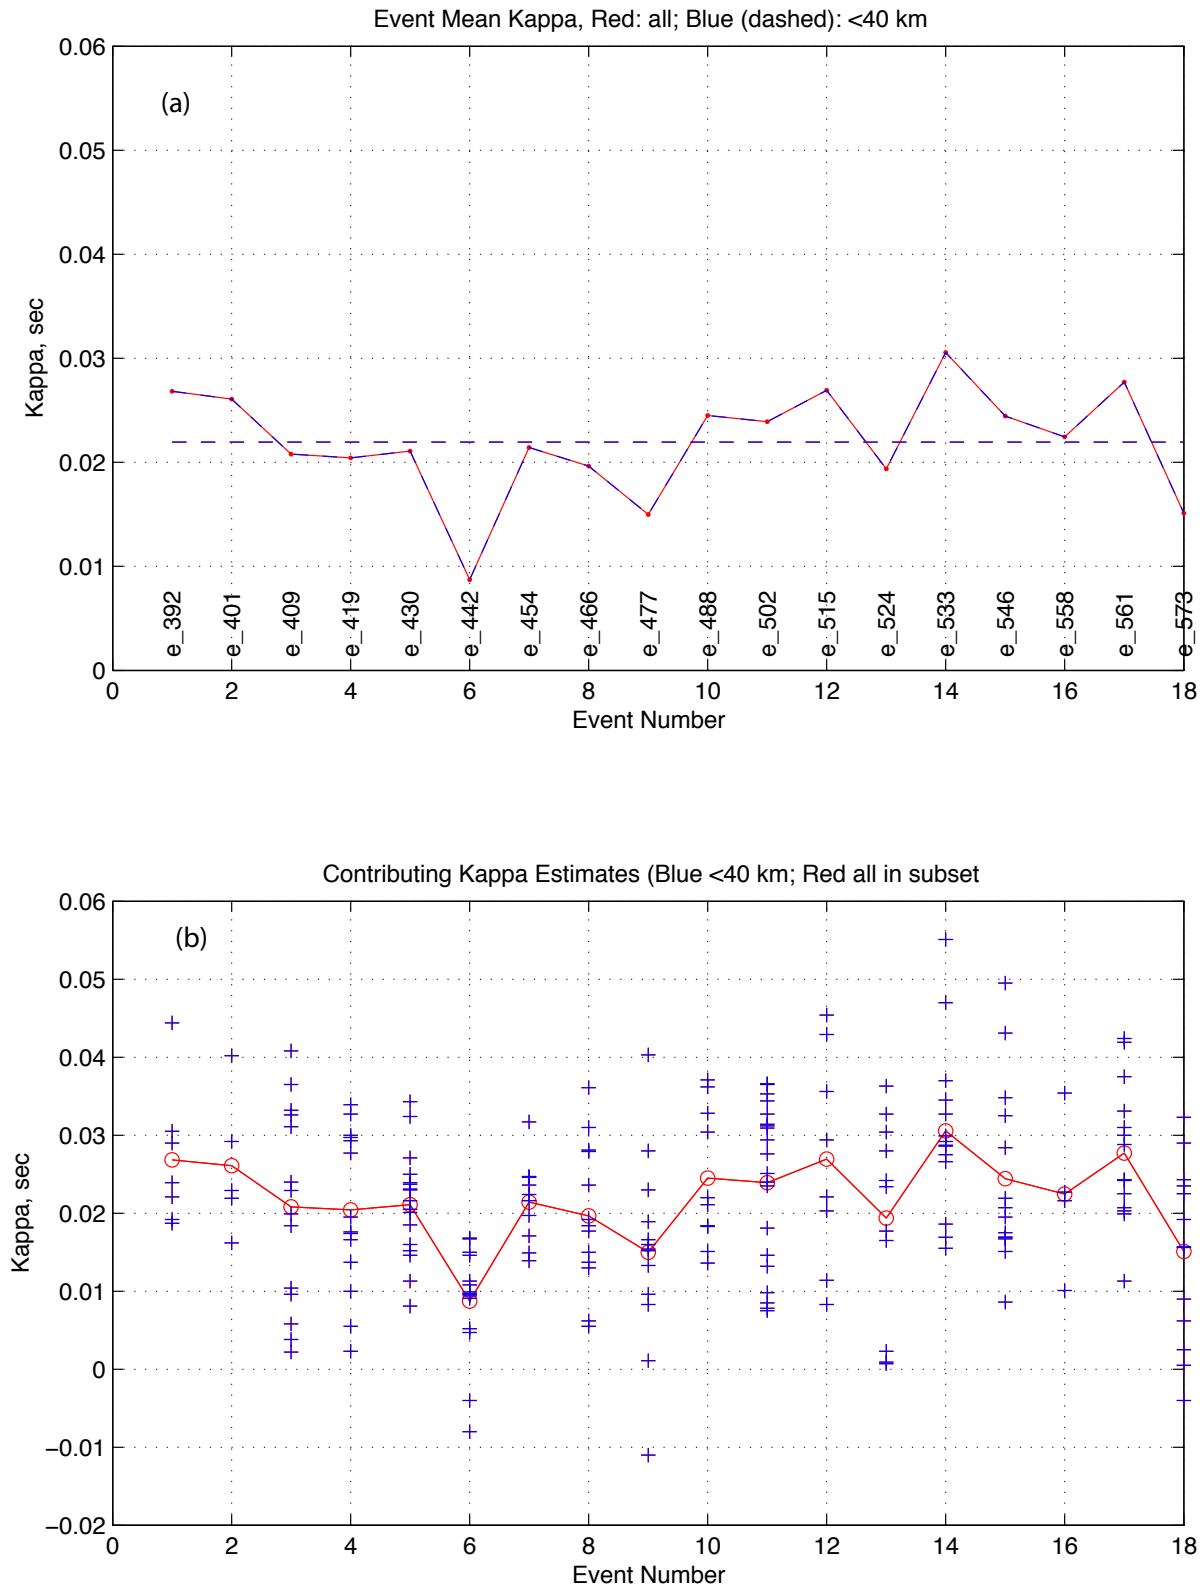 Event Mean Kappa, Red: all; Blue (dashed): <40 km
(a)
0.06
0.05
0.04
0.03
0.02
0.01
0
Kappa, sec
e_392
e_401
e_409
e_419
e_430
e_442
e_454
e_466
e_477
e_488
e_502
e_515
e_524
e_533
e_546
e_558
e_561
e_573
0 2 4 6 8 10 12 14 16 18
Event Number
Contributing Kappa Estimates (Blue <40 km; Red all in subset
(b)
0.06
0.05
0.04
0.03
0.02
0.01
0
−0.01
−0.02
Kappa, sec
0 2 4 6 8 10 12 14 16 18
Event Number